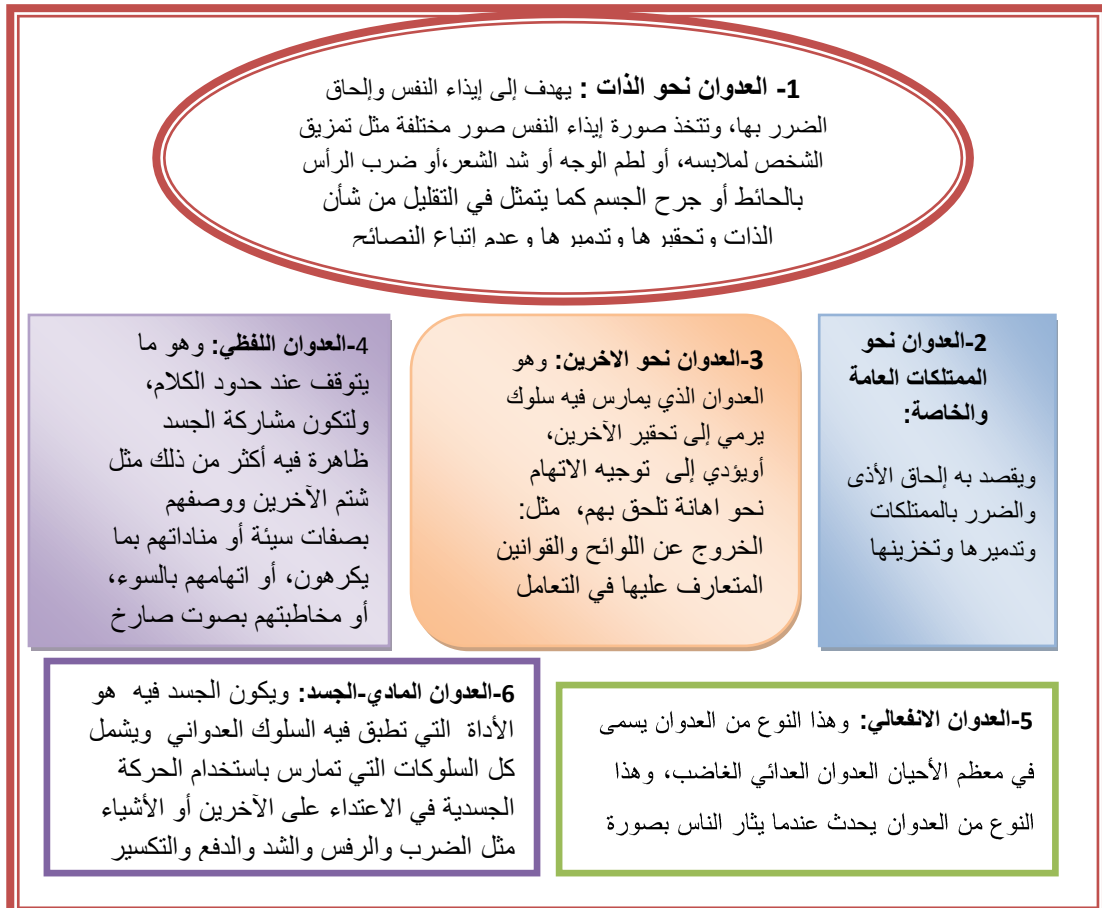 1- العدوان نحو الذات : يهدف إلى إيذاء النفس وإلحاق
الضرر بها، وتتخذ صورة إيذاء النفس صور مختلفة مثل تمزيق
الشخص لملابسه، أو لطم الوجه أو شد الشعر،أو ضرب الرأس
بالحائط أو جرح الجسم كما يتمثل في التقليل من شأن
الذات وتحقيرها وتدميرها وعدم إتباع النصائح
2-العدوان نحو
الممتلكات العامة
والخاصة:
ويقصد به إلحاق الأذى
والضرر بالممتلكات
وتدميرها وتخزينها
3-العدوان نحو الاخرين: وهو
العدوان الذي يمارس فيه سلوك
يرمي إلى تحقير الآخرين،
أويؤدي إلى توجيه الاتهام
نحو اهانة تلحق بهم، مثل:
الخروج عن اللوائح والقوانين
المتعارف عليها في التعامل
4-العدوان اللفظي: وهو ما
يتوقف عند حدود الكلام،
ولتكون مشاركة الجسد
ظاهرة فيه أكثر من ذلك مثل
شتم الآخرين ووصفهم
بصفات سيئة أو مناداتهم بما
يكرهون، أو اتهامهم بالسوء،
أو مخاطبتهم بصوت صارخ
5-العدوان الانفعالي: وهذا النوع من العدوان يسمى
في معظم الأحيان العدوان العدائي الغاضب، وهذا
النوع من العدوان يحدث عندما يثار الناس بصورة
6-العدوان المادي-الجسد: ويكون الجسد فيه هو
الأداة التي تطبق فيه السلوك العدواني ويشمل
كل السلوكات التي تمارس باستخدام الحركة
الجسدية في الاعتداء على الآخرين أو الأشياء
مثل الضرب والرفس والشد والدفع والتكسير